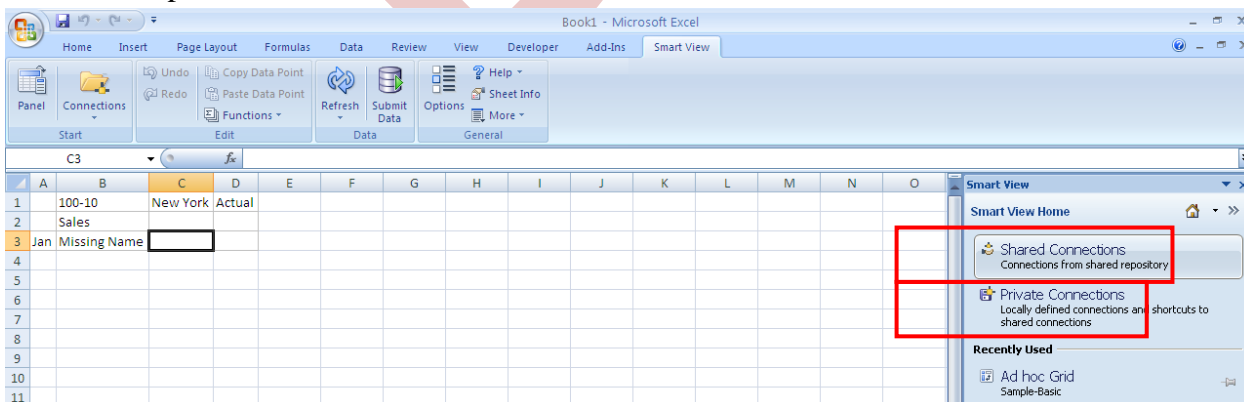 Book1 - Microsoft Excel
Home Insert Page Layout Formulas Data Review View Developer Add-Ins Smart View
Panel Connections Undo Copy Data Point Refresh Submit Data Options Help
Redo Paste Data Point Sheet Info
Functions More
Start Edit Data General
C3 fx
A B C D E F G H I J K L M N O
1 100-10 New York Actual
2 Sales
3 Jan Missing Name
4
5
6
7
8
9
10
11
Smart View
Smart View Home
Shared Connections
Connections from shared repository
Private Connections
Locally defined connections and shortcuts to
shared connections
Recently Used
Ad hoc Grid
Sample-Basic